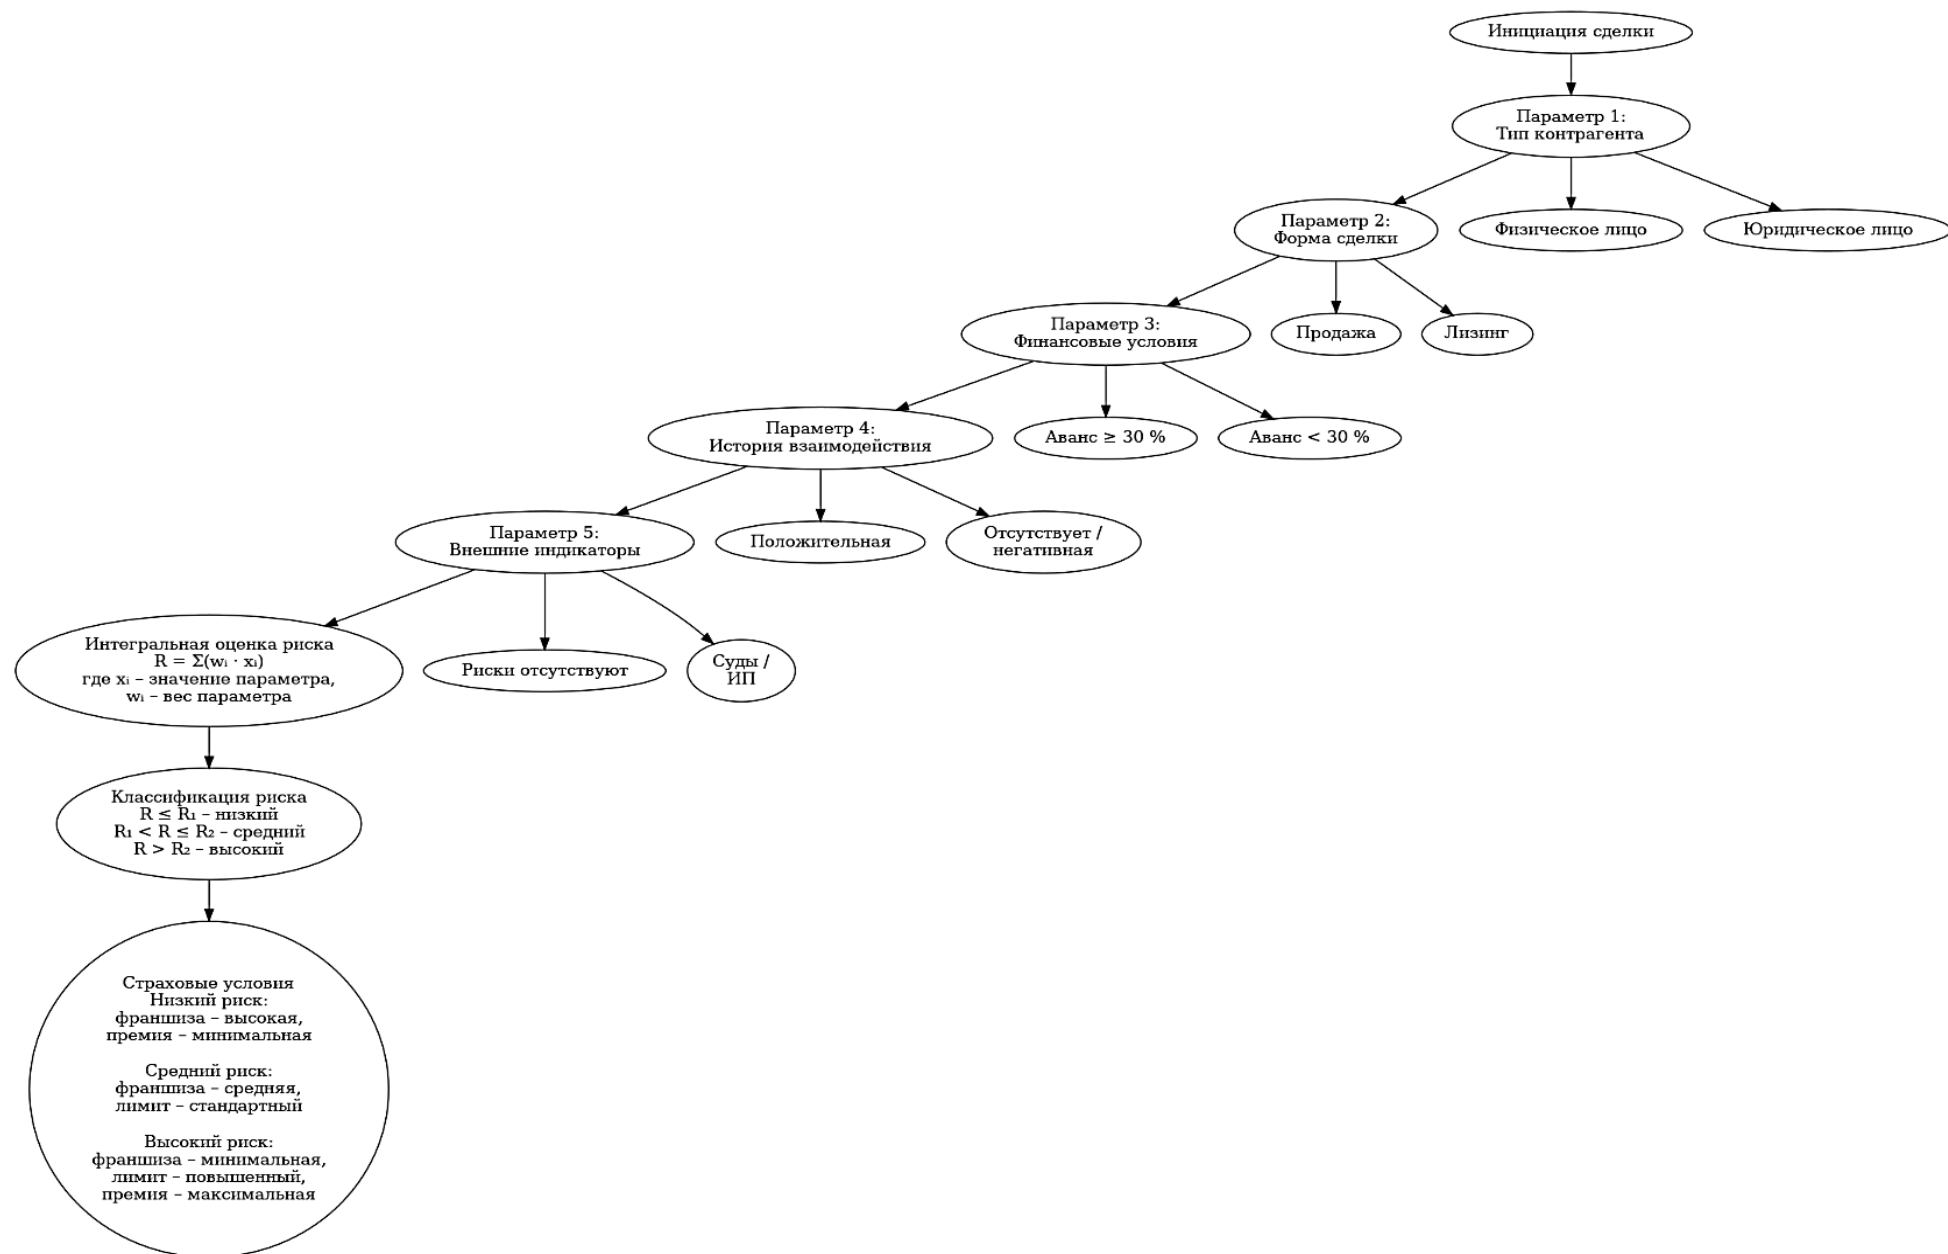 Инициация сделки
Параметр 1:
Тип контрагента
Параметр 2:
Форма сделки
Физическое лицо
Юридическое лицо
Параметр 3:
Финансовые условия
Продажа
Лизинг
Параметр 4:
История взаимодействия
Аванс ≥ 30 %
Аванс < 30 %
Параметр 5:
Внешние индикаторы
Положительная
Отсутствует /
негативная
Интегральная оценка риска
R = Σ(wᵢ · xᵢ)
где xᵢ – значение параметра,
wᵢ – вес параметра
Риски отсутствуют
Суды /
ИП
Классификация риска
R ≤ R₁ – низкий
R₁ < R ≤ R₂ – средний
R > R₂ – высокий
Страховые условия
Низкий риск:
франшиза – высокая,
премия – минимальная
Средний риск:
франшиза – средняя,
лимит – стандартный
Высокий риск:
франшиза – минимальная,
лимит – повышенный,
премия – максимальная